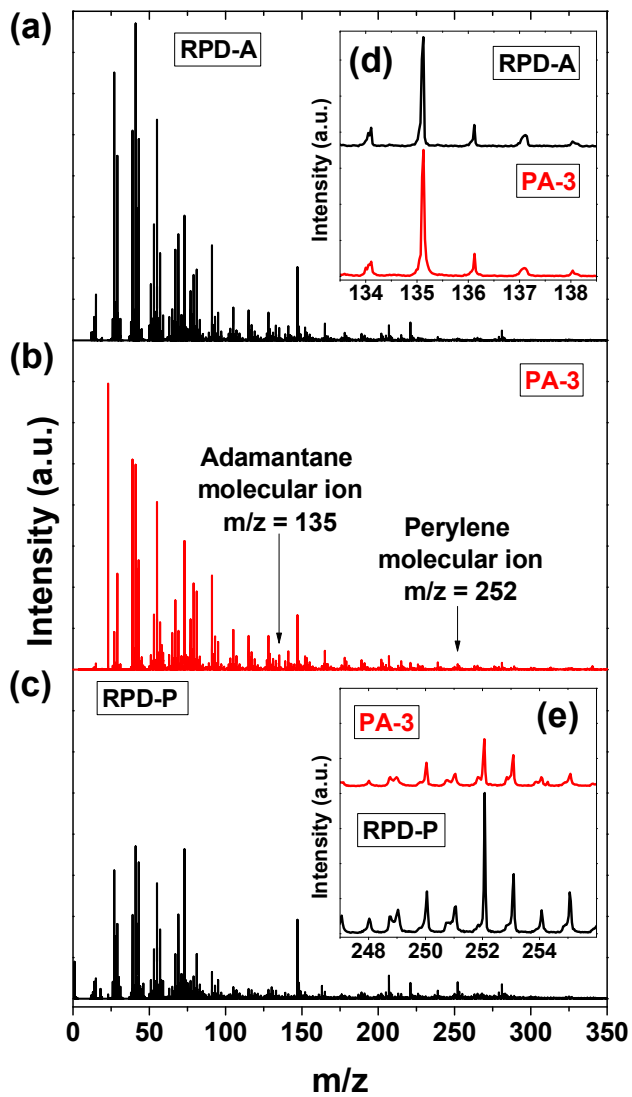 (a)
RPD-A
(d)
RPD-A
PA-3
Intensity (a.u.)
134 135 136 137 138
(b)
PA-3
Adamantane
molecular ion
m/z = 135
Perylene
molecular ion
m/z = 252
Intensity (a.u.)
(c)
RPD-P
(e)
PA-3
RPD-P
Intensity (a.u.)
248 250 252 254
0 50 100 150 200 250 300 350
m/z